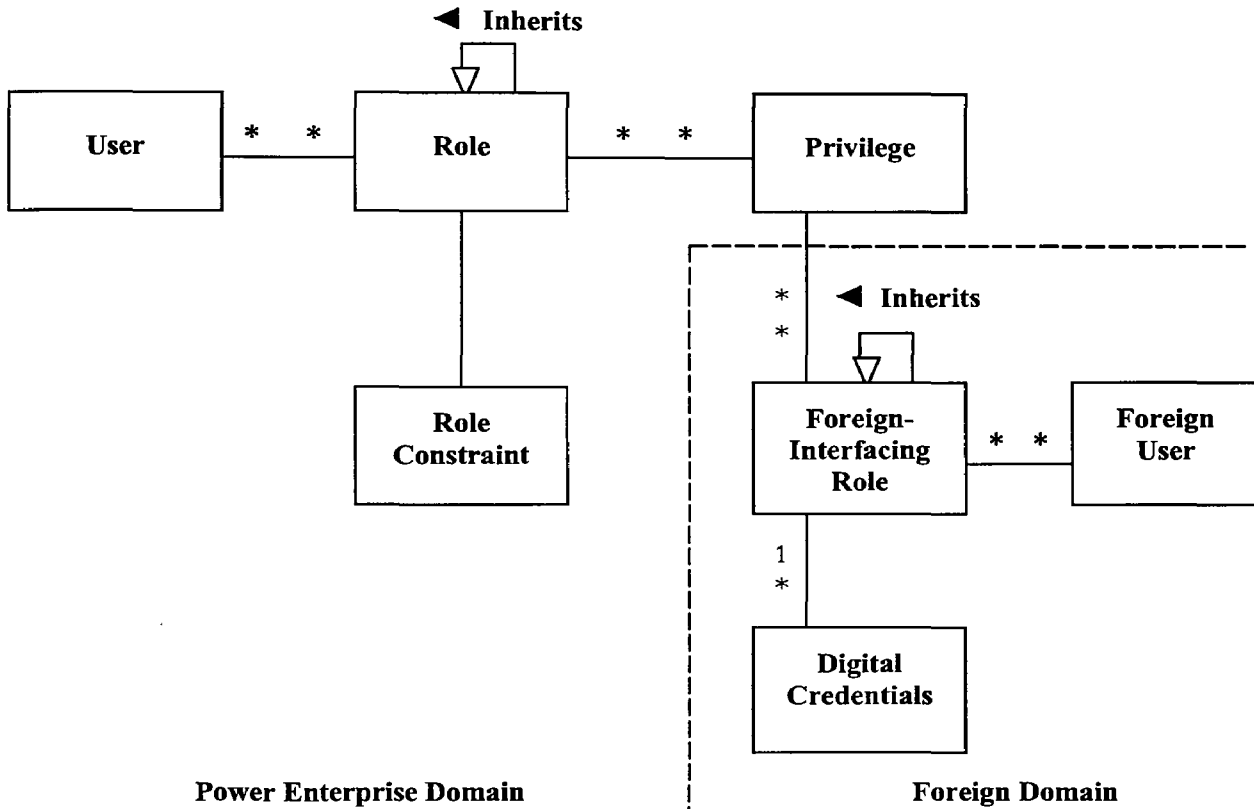 ◄ Inherits
User
* *
Role
* *
Privilege
*
*
◄ Inherits
Role
Constraint
Foreign-
Interfacing
Role
* *
Foreign
User
1
*
Digital
Credentials
Power Enterprise Domain
Foreign Domain